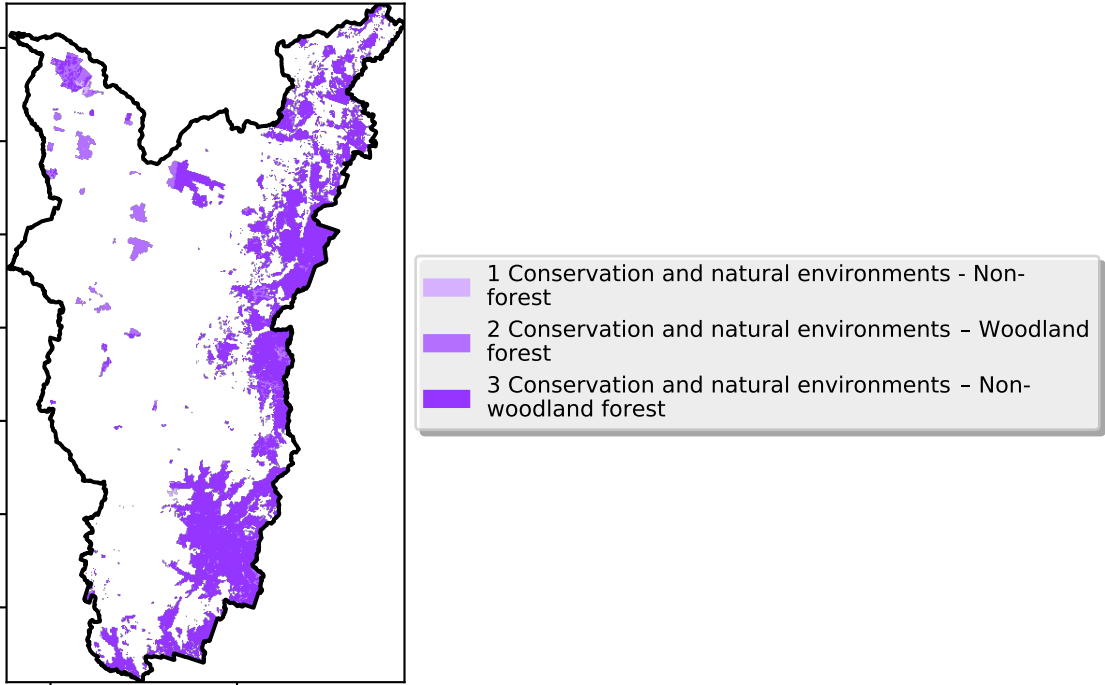 1 Conservation and natural environments - Non-
forest
2 Conservation and natural environments – Woodland
forest
3 Conservation and natural environments – Non-
woodland forest